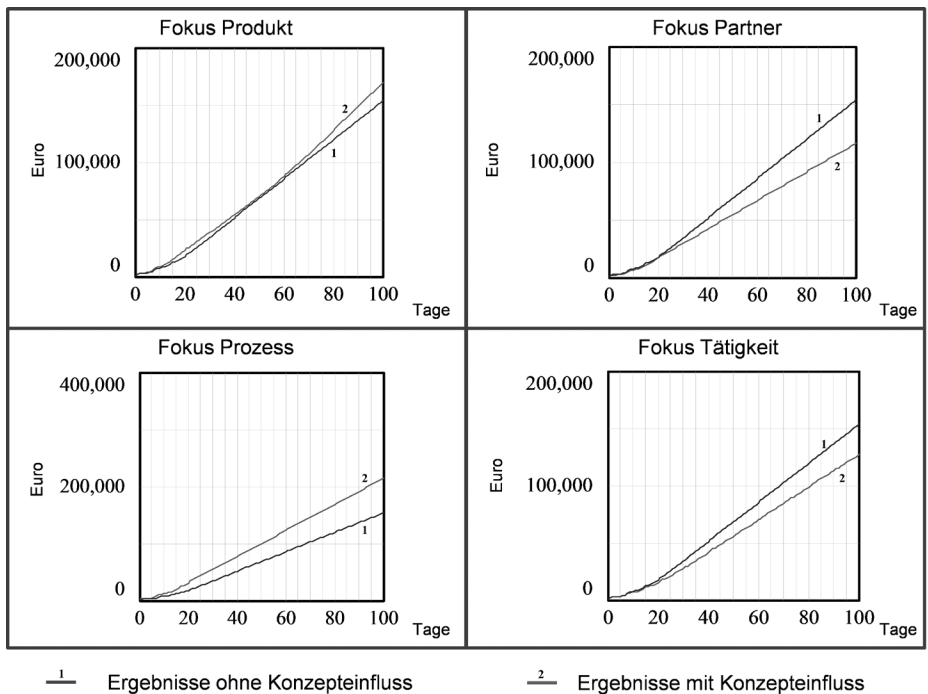 Fokus Produkt
200,000
Euro
100,000
0
2
1
0 20 40 60 80 100
Tage
Fokus Partner
200,000
Euro
100,000
0
1
2
0 20 40 60 80 100
Tage
Fokus Prozess
400,000
Euro
200,000
0
2
1
0 20 40 60 80 100
Tage
Fokus Tätigkeit
200,000
Euro
100,000
0
1
2
0 20 40 60 80 100
Tage
1 Ergebnisse ohne Konzepteinfluss
2 Ergebnisse mit Konzepteinfluss